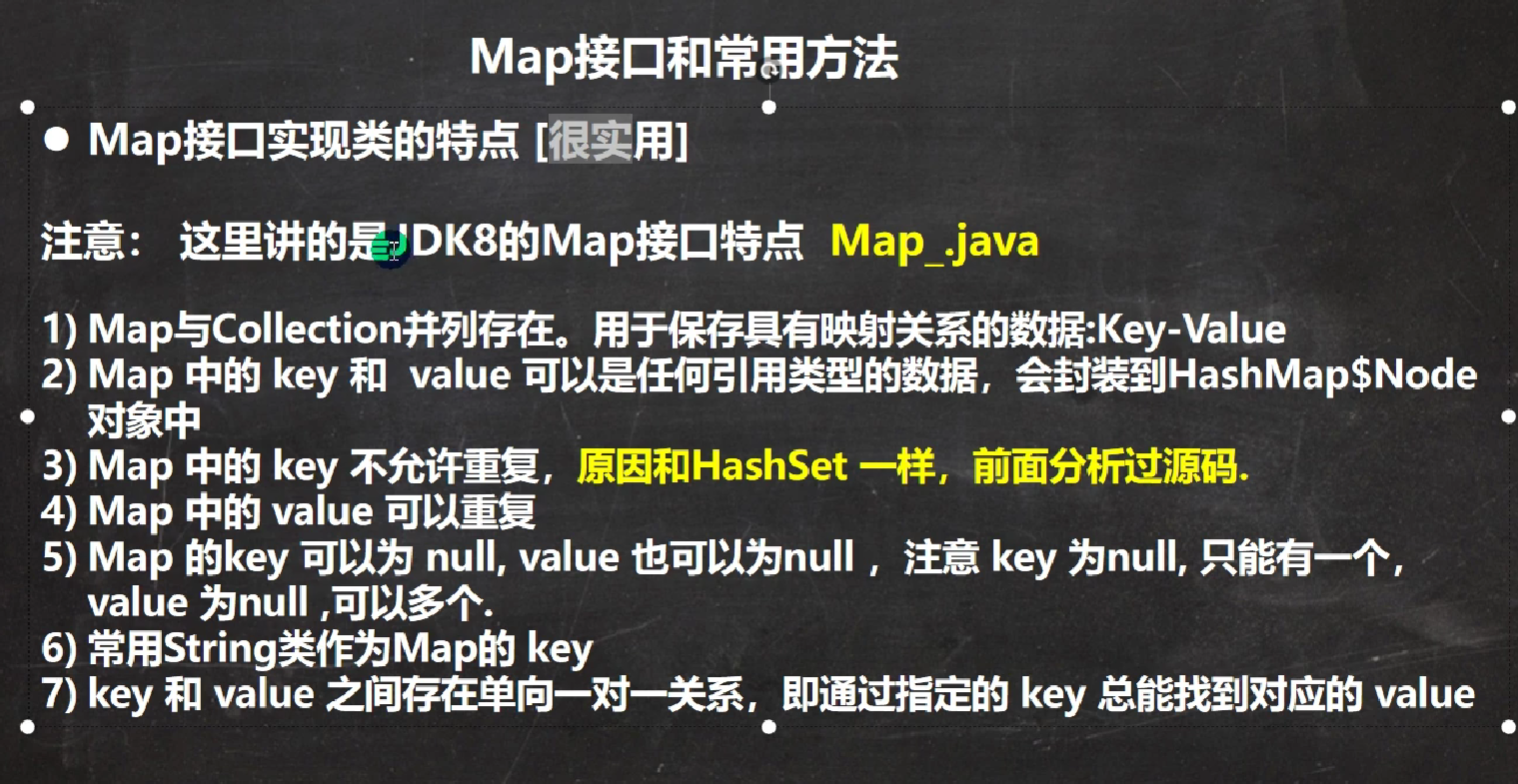 Map接口和常用方法
● Map接口实现类的特点 [很实用]
注意： 这里讲的是JDK8的Map接口特点 Map_.java
1) Map与Collection并列存在。用于保存具有映射关系的数据:Key-Value
2) Map 中的 key 和 value 可以是任何引用类型的数据，会封装到HashMap$Node
对象中
3) Map 中的 key 不允许重复，原因和HashSet 一样，前面分析过源码.
4) Map 中的 value 可以重复
5) Map 的key 可以为 null, value 也可以为null ，注意 key 为null, 只能有一个，
value 为null ,可以多个.
6) 常用String类作为Map的 key
7) key 和 value 之间存在单向一对一关系，即通过指定的 key 总能找到对应的 value